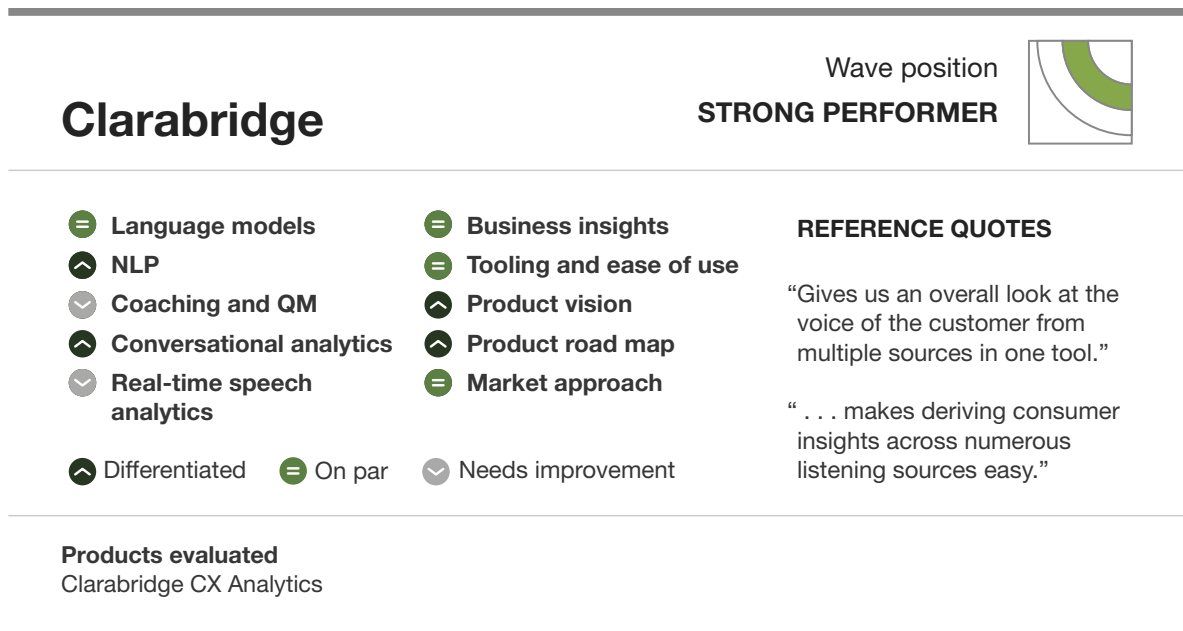 Clarabridge
Wave position
STRONG PERFORMER
Language models
NLP
Coaching and QM
Conversational analytics
Real-time speech
analytics
Business insights
Tooling and ease of use
Product vision
Product road map
Market approach
Differentiated
On par
Needs improvement
REFERENCE QUOTES
“Gives us an overall look at the
voice of the customer from
multiple sources in one tool.”
“ . . . makes deriving consumer
insights across numerous
listening sources easy.”
Products evaluated
Clarabridge CX Analytics